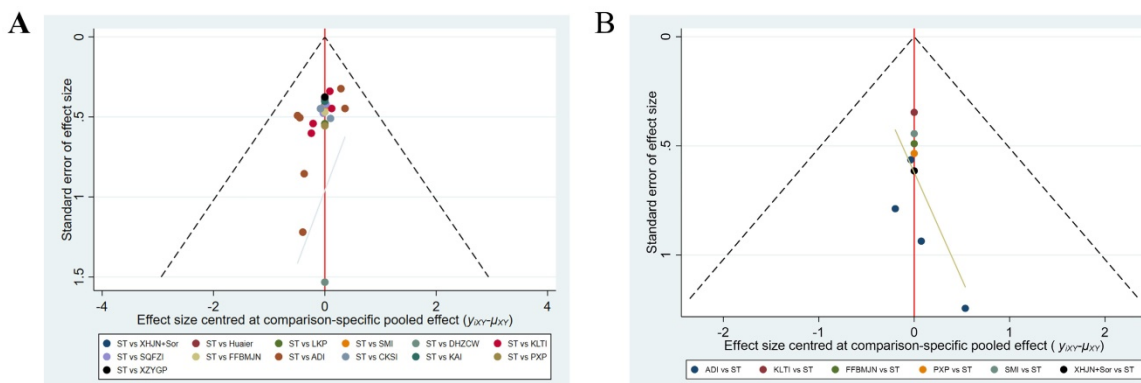 A
Standard error of effect size
0
.5
1
1.5
-4 -2 0 2 4
Effect size centred at comparison-specific pooled effect (yiXY-μXY)
ST vs XHJN+Sor ST vs Huaier ST vs LKP ST vs SMI ST vs DHZCW ST vs KLTI
ST vs SQFZI ST vs FFBMJN ST vs ADI ST vs CKSI ST vs KAI ST vs PXP
ST vs XZYGP
B
Standard error of effect size
0
.5
1
-2 -1 0 1 2
Effect size centred at comparison-specific pooled effect ( yiXY-μXY)
ADI vs ST KLTI vs ST FFBMJN vs ST PXP vs ST SMI vs ST XHJN+Sor vs ST